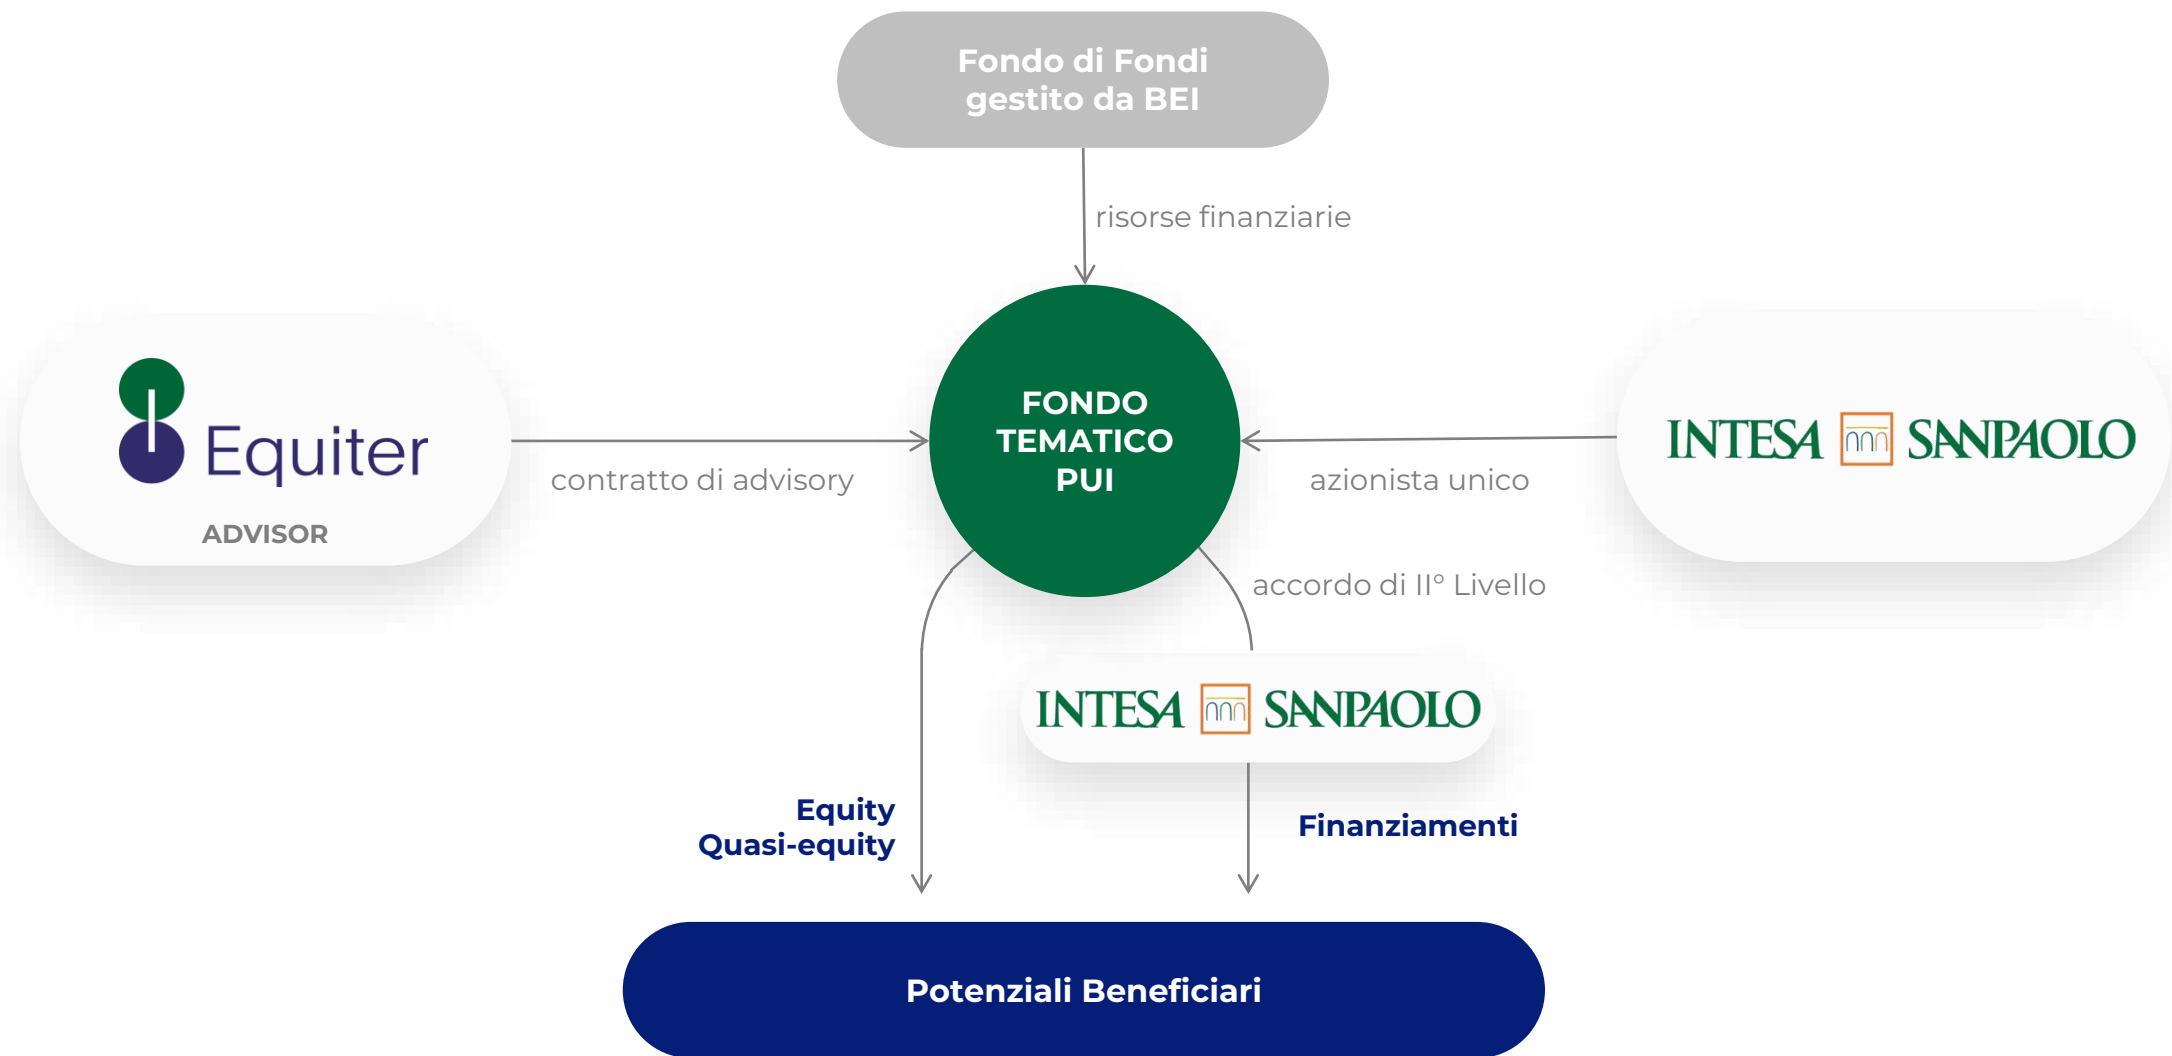 Fondo di Fondi
gestito da BEI
risorse finanziarie
Equiter
ADVISOR
contratto di advisory
FONDO
TEMATICO
PUI
azionista unico
INTESA SANPAOLO
accordo di II° Livello
INTESA SANPAOLO
Equity
Quasi-equity
Finanziamenti
Potenziali Beneficiari